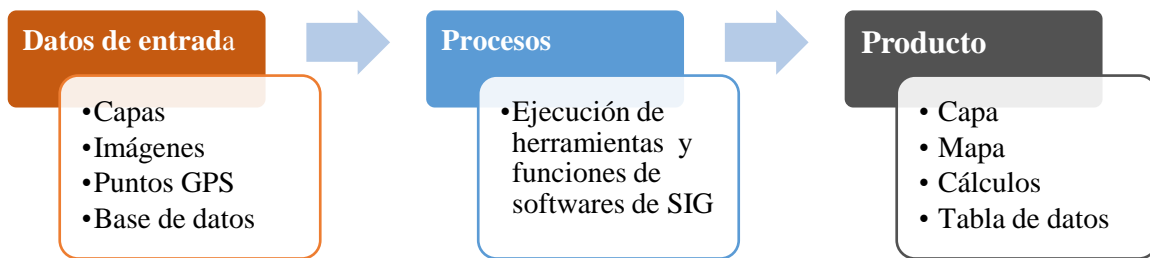 Datos de entrada
•Capas
•Imágenes
•Puntos GPS
•Base de datos
Procesos
•Ejecución de
herramientas y
funciones de
softwares de SIG
Producto
• Capa
• Mapa
• Cálculos
• Tabla de datos